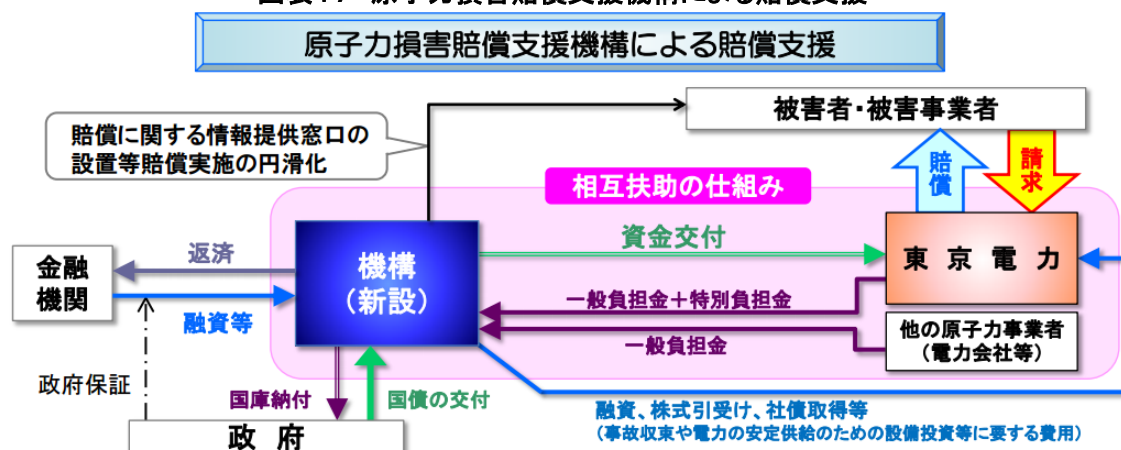 原子力損害賠償支援機構による賠償支援
被害者・被害事業者
賠償に関する情報提供窓口の
設置等賠償実施の円滑化
賠償
請求
相互扶助の仕組み
金融
機関
返済
融資等
機構
(新設)
資金交付
東京電力
一般負担金+特別負担金
一般負担金
他の原子力事業者
(電力会社等)
政府保証
国庫納付
国債の交付
政府
融資、株式引受け、社債取得等
(事故収束や電力の安定供給のための設備投資等に要する費用)